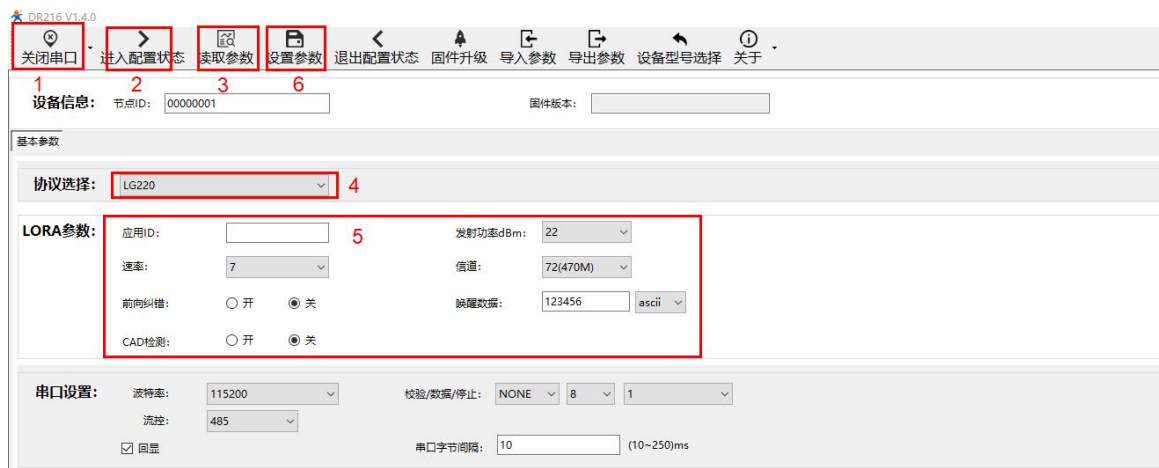 DR216 V1.4.0
关闭串口 进入配置状态 读取参数 设置参数 退出配置状态 固件升级 导入参数 导出参数 设备型号选择 关于
1 2 3 6
设备信息: 节点ID: 00000001 固件版本:
基本参数
协议选择: LG220 4
LORA参数: 应用ID: 5 发射功率dBm: 22
速率: 7 信道: 72(470M)
前向纠错: 开 关 唤醒数据: 123456 ascii
CAD检测: 开 关
串口设置: 波特率: 115200 校验/数据/停止: NONE 8 1
流控: 485
回显 串口字节间隔: 10 (10~250)ms